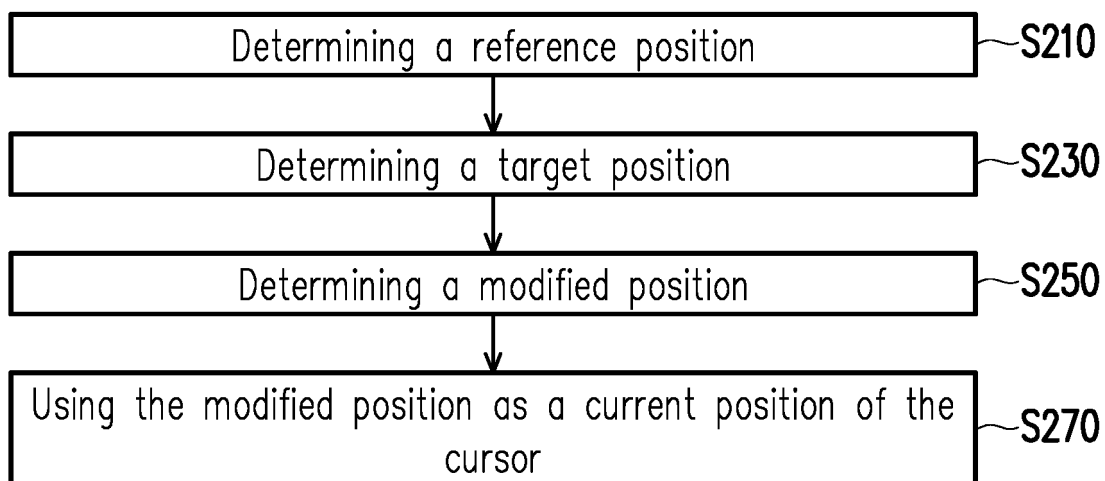 Determining a reference position
S210
Determining a target position
S230
Determining a modified position
S250
Using the modified position as a current position of the
cursor
S270